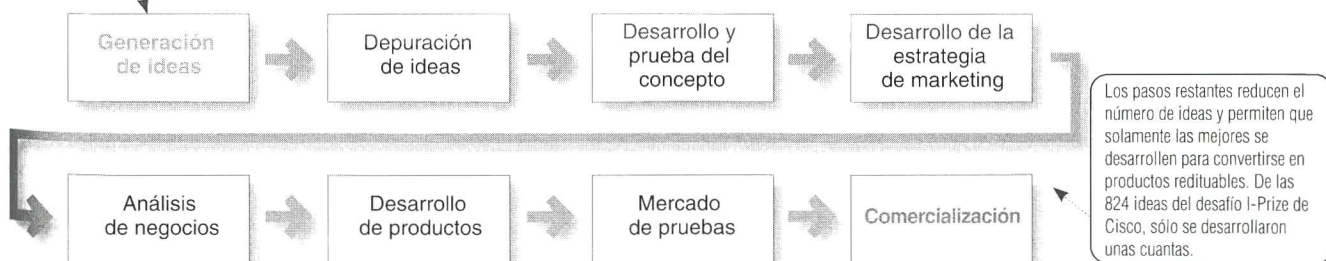 Generación
de ideas
Depuración
de ideas
Desarrollo y
prueba del
concepto
Desarrollo de la
estrategia
de marketing
Análisis
de negocios
Desarrollo
de productos
Mercado
de pruebas
Comercialización
Los pasos restantes reducen el
número de ideas y permiten que
solamente las mejores se
desarrollen para convertirse en
productos redituables. De las
824 ideas del desafío I-Prize de
Cisco, sólo se desarrollaron
unas cuantas.